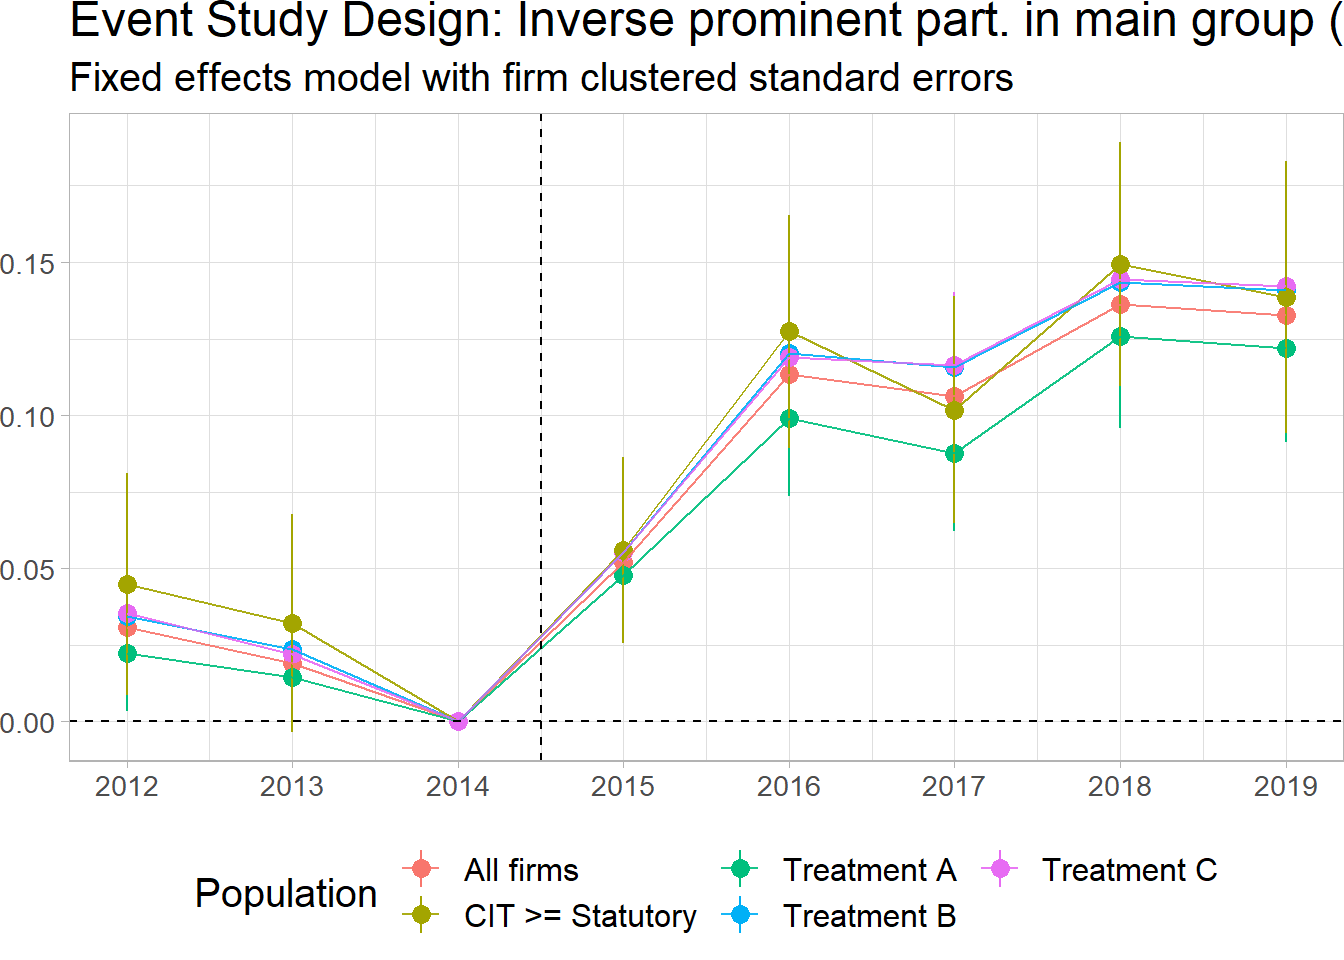 Event Study Design: Inverse prominent part. in main group (
Fixed effects model with firm clustered standard errors
0.15
0.10
0.05
0.00
2012 2013 2014 2015 2016 2017 2018 2019
Population
All firms Treatment A Treatment C
CIT >= Statutory Treatment B